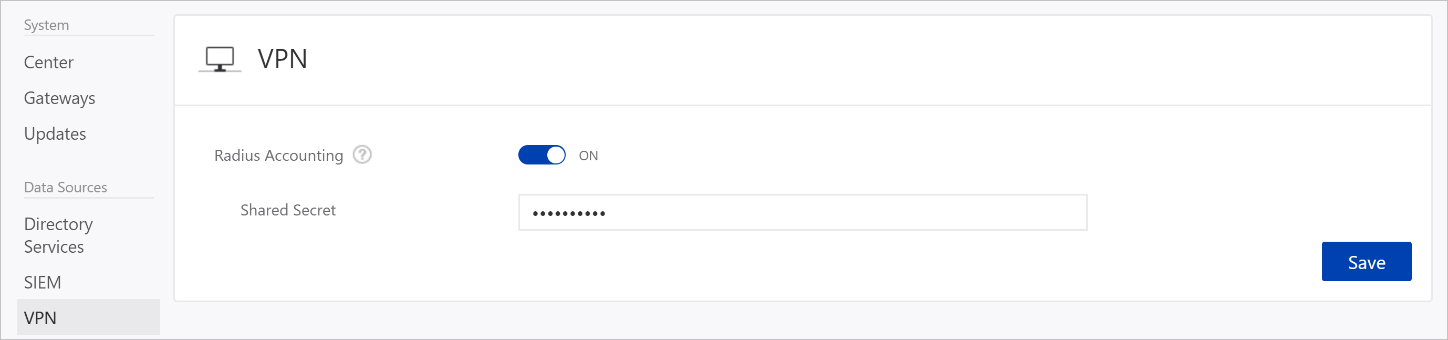 System
Center
Gateways
Updates
Data Sources
Directory
Services
SIEM
VPN
VPN
Radius Accounting ?
ON
Shared Secret
••••••••••
Save